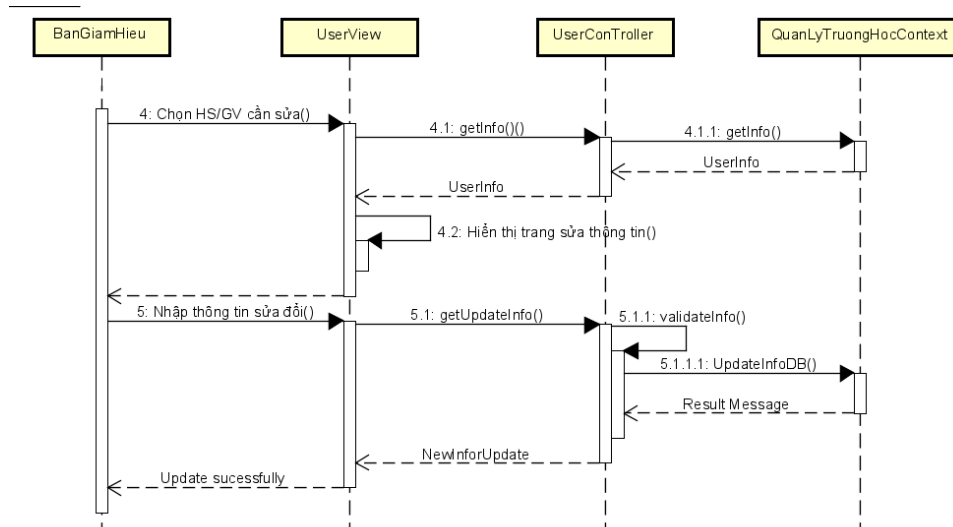 BanGiamHieu
UserView
UserConTroller
QuanLyTruongHocContext
4: Chọn HS/GV cần sửa()
4.1: getInfo()()
4.1.1: getInfo()
UserInfo
UserInfo
4.2: Hiển thị trang sửa thông tin()
5: Nhập thông tin sửa đổi()
5.1: getUpdateInfo()
5.1.1: validateInfo()
5.1.1.1: UpdateInfoDB()
Result Message
NewInforUpdate
Update sucessfully